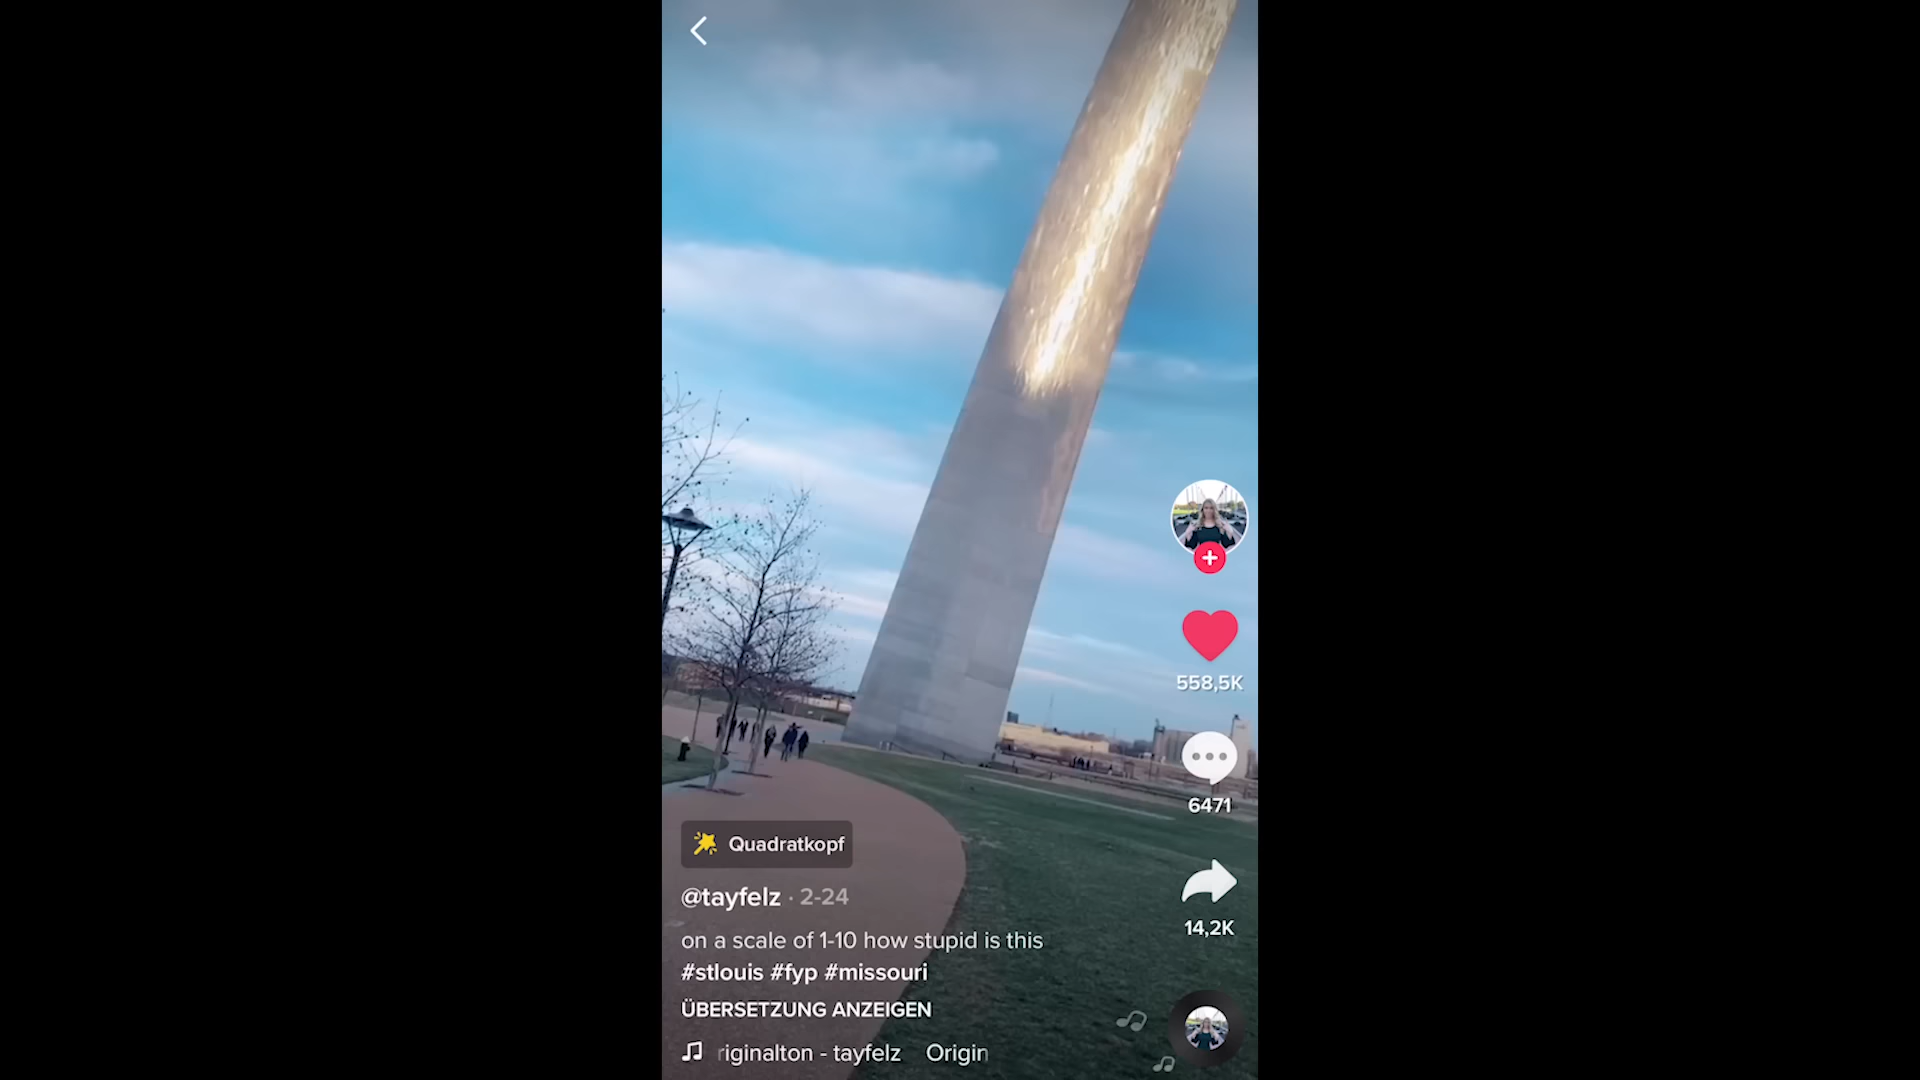 558,5K
6471
14,2K
Quadratkopf
@tayfelz · 2-24
on a scale of 1-10 how stupid is this
#stlouis #fyp #missouri
ÜBERSETZUNG ANZEIGEN
riginalton - tayfelz Origin